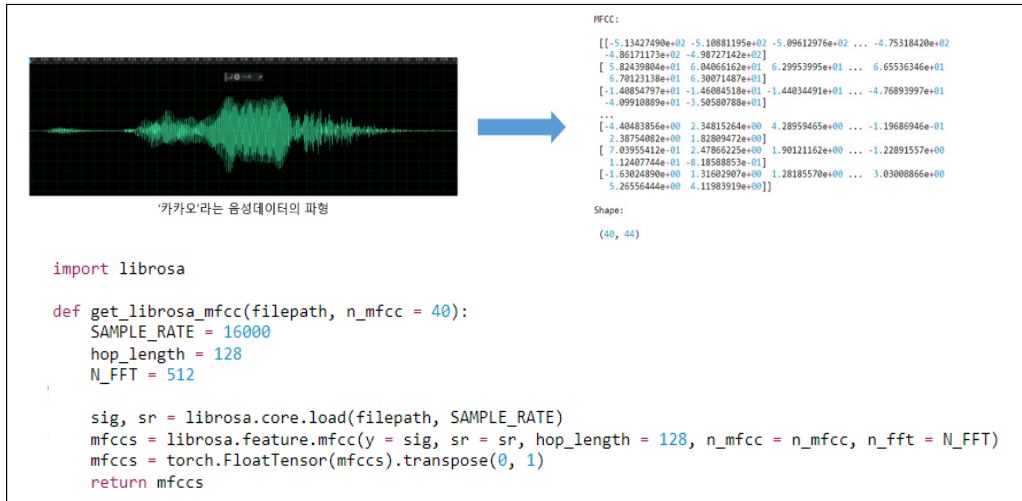 MFCC:
[[-5.13427490e+02 -5.10881195e+02 -5.09612976e+02 ... -4.75318420e+02
-4.86171173e+02 -4.98727142e+02]
[ 5.82439804e+01 6.04066162e+01 6.29953995e+01 ... 6.65536346e+01
6.70123138e+01 6.30071487e+01]
[-1.40854797e+01 -1.46084518e+01 -1.44034491e+01 ... -4.76893997e+01
-4.09910889e+01 -3.50580788e+01]
...
[-4.40483856e+00 2.34815264e+00 4.28959465e+00 ... -1.19686946e-01
2.38754082e+00 1.82809472e+00]
[ 7.03955412e-01 2.47866225e+00 1.90121162e+00 ... -1.22891557e+00
1.12407744e-01 -8.18588853e-01]
[-1.63024890e+00 1.31602907e+00 1.28185570e+00 ... 3.03008866e+00
5.26556444e+00 4.11983919e+00]]
Shape:
(40, 44)
'카카오'라는 음성데이터의 파형
import librosa
def get_librosa_mfcc(filepath, n_mfcc = 40):
SAMPLE_RATE = 16000
hop_length = 128
N_FFT = 512
sig, sr = librosa.core.load(filepath, SAMPLE_RATE)
mfccs = librosa.feature.mfcc(y = sig, sr = sr, hop_length = 128, n_mfcc = n_mfcc, n_fft = N_FFT)
mfccs = torch.FloatTensor(mfccs).transpose(0, 1)
return mfccs